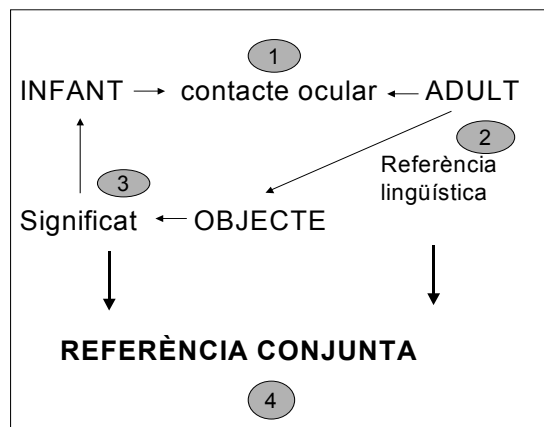 1
INFANT contacte ocular ADULT
2
Referència
lingüística
3
Significat OBJECTE
REFERÈNCIA CONJUNTA
4